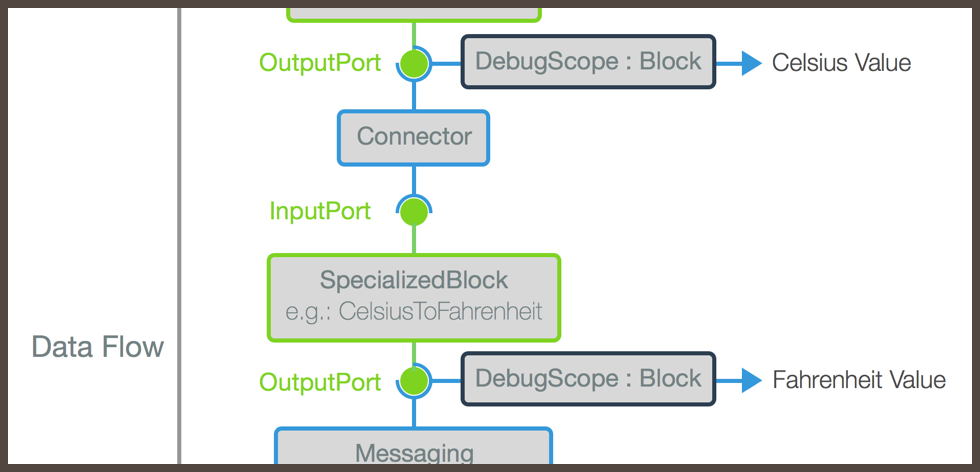 OutputPort
DebugScope : Block
Celsius Value
Connector
InputPort
SpecializedBlock
e.g.: CelsiusToFahrenheit
Data Flow
OutputPort
DebugScope : Block
Fahrenheit Value
Messaging